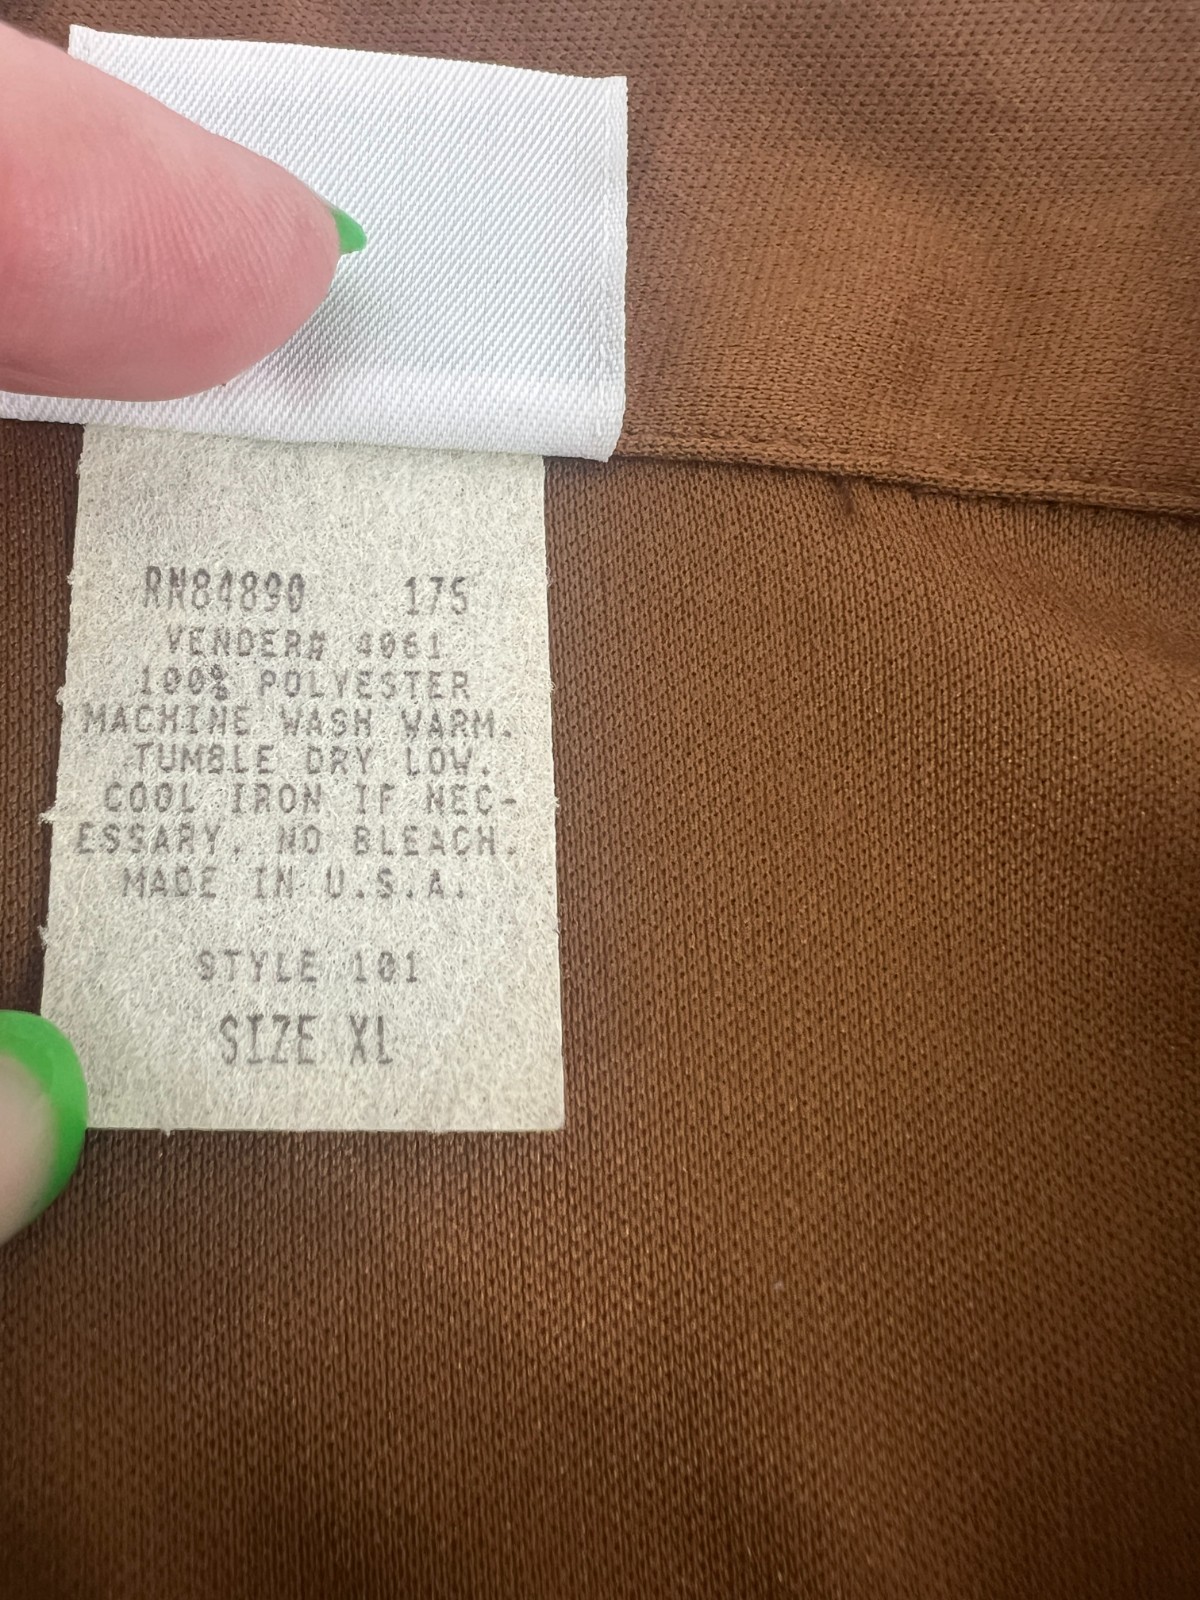 RN84890 175
VENDER# 4061
100% POLYESTER
MACHINE WASH WARM.
TUMBLE DRY LOW.
COOL IRON IF NEC-
ESSARY. NO BLEACH.
MADE IN U.S.A.
STYLE 101
SIZE XL